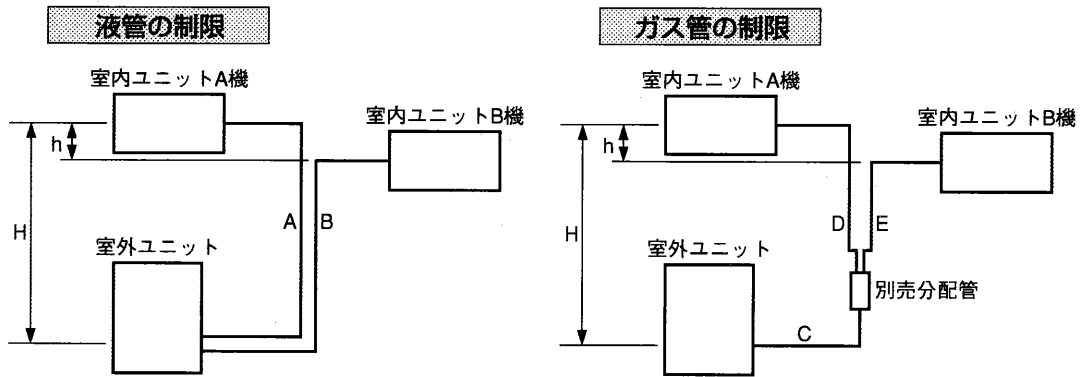 液管の制限
室内ユニットA機
室内ユニットB機
h
H
A
B
室外ユニット
ガス管の制限
室内ユニットA機
室内ユニットB機
h
H
D
E
室外ユニット
別売分配管
C